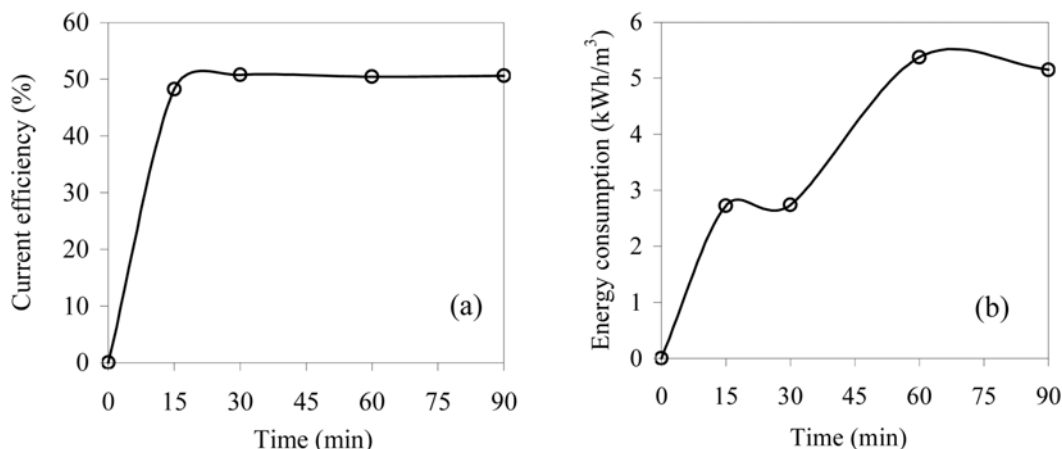 60
50
40
30
20
10
0
Current efficiency (%)
(a)
0 15 30 45 60 75 90
Time (min)
6
5
4
3
2
1
0
Energy consumption (kWh/m³)
(b)
0 15 30 45 60 75 90
Time (min)